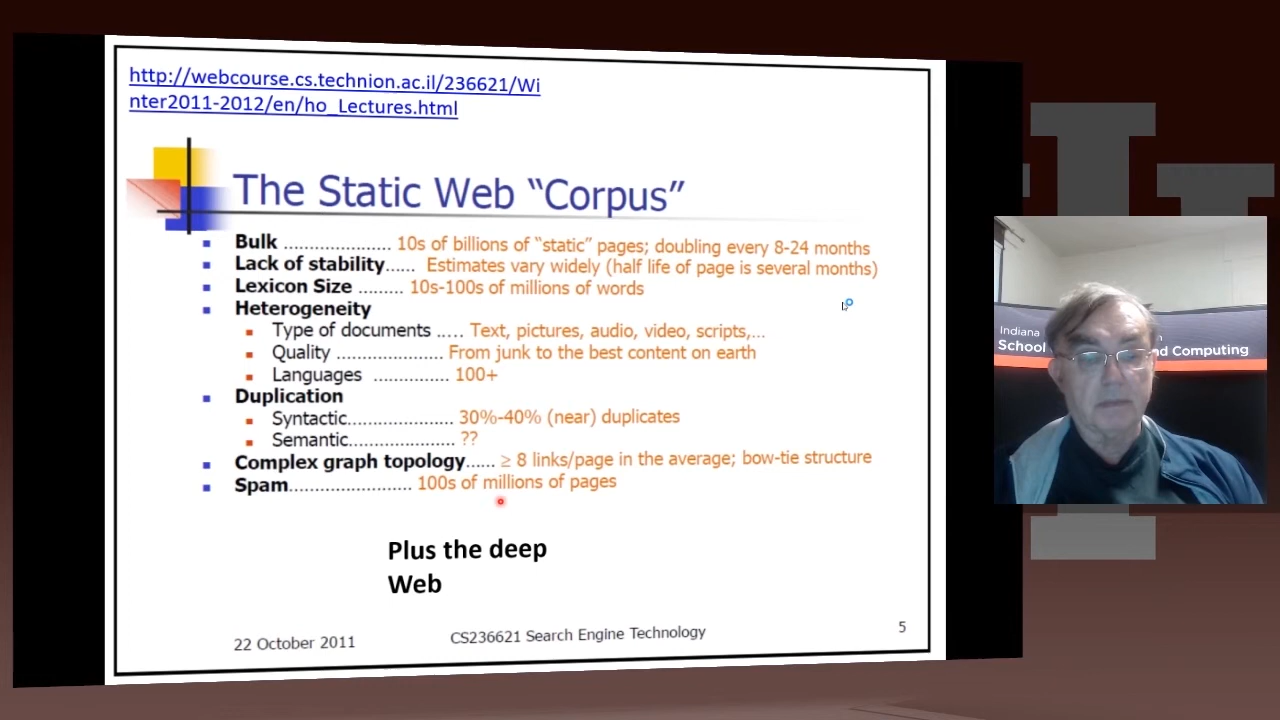 http://webcourse.cs.technion.ac.il/236621/Wi
nter2011-2012/en/ho_Lectures.html
The Static Web “Corpus”
Bulk .................... 10s of billions of “static” pages; doubling every 8-24 months
Lack of stability...... Estimates vary widely (half life of page is several months)
Lexicon Size ......... 10s-100s of millions of words
Heterogeneity
Type of documents ..... Text, pictures, audio, video, scripts,...
Quality .................... From junk to the best content on earth
Languages .............. 100+
Duplication
Syntactic.................... 30%-40% (near) duplicates
Semantic.................... ??
Complex graph topology...... ≥ 8 links/page in the average; bow-tie structure
Spam....................... 100s of millions of pages
Plus the deep
Web
22 October 2011
CS236621 Search Engine Technology
5
Indiana
School
nd Computing